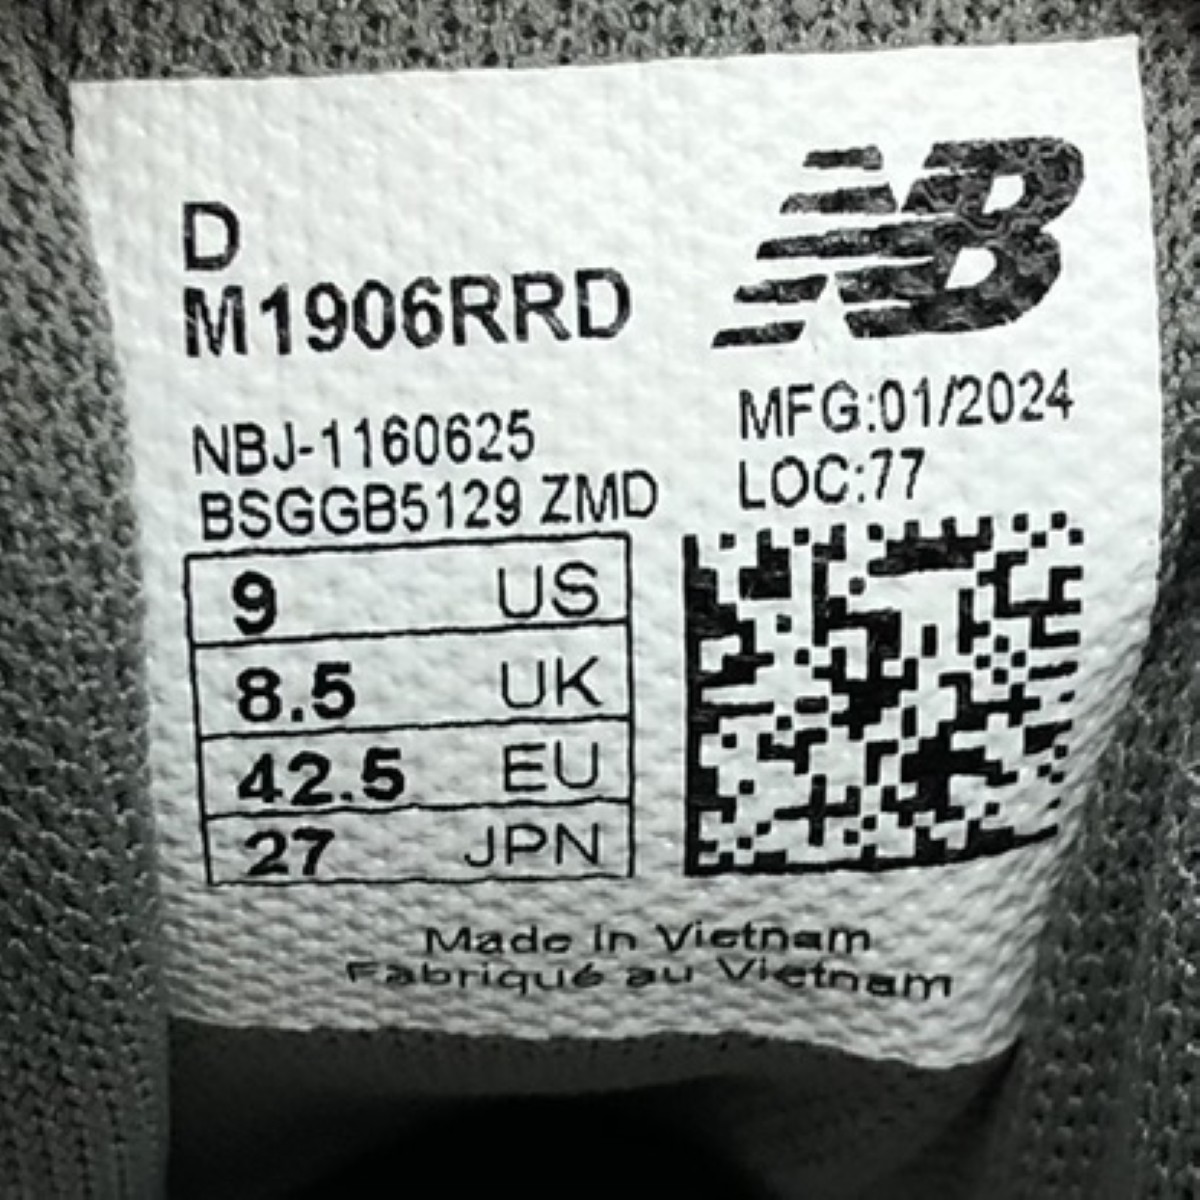 NB
D
M1906RRD
NBJ-1160625
BSGGB5129 ZMD
MFG:01/2024
LOC:77
9 US
8.5 UK
42.5 EU
27 JPN
Made in Vietnam
Fabriqué au Vietnam